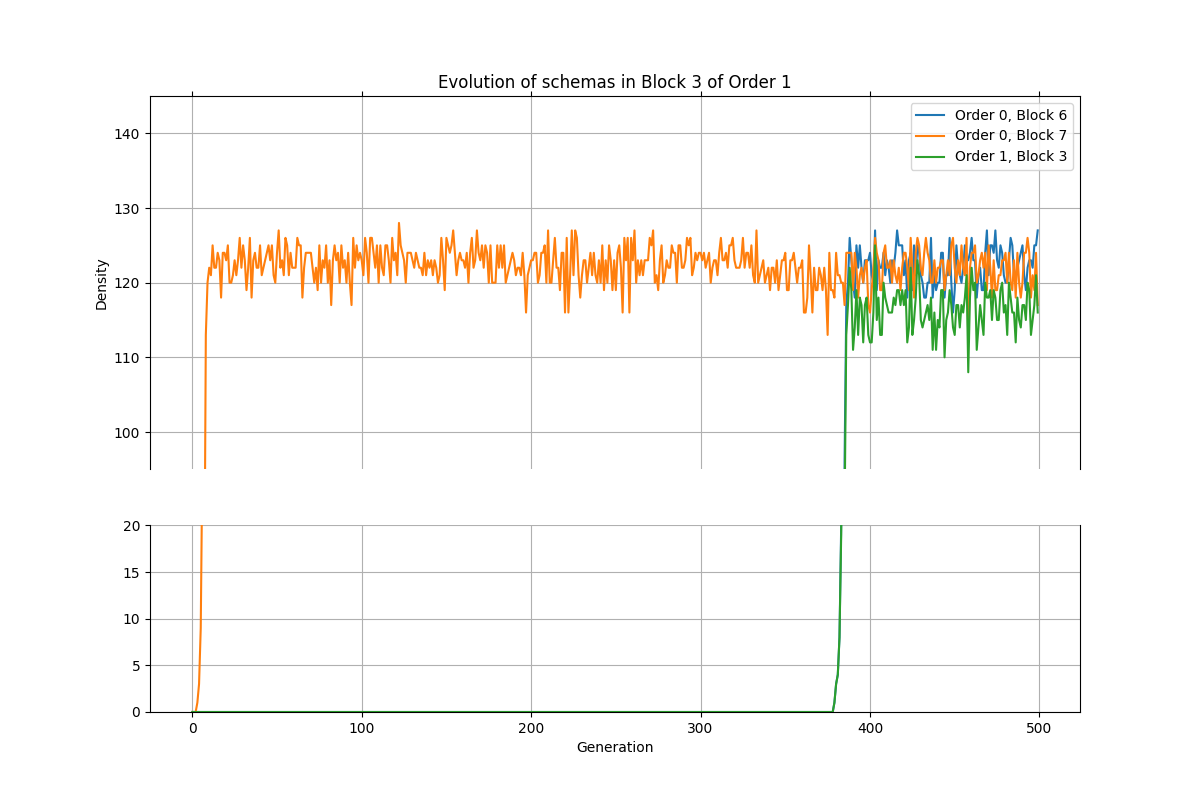 Evolution of schemas in Block 3 of Order 1
Order 0, Block 6
Order 0, Block 7
Order 1, Block 3
140
130
120
110
100
Density
20
15
10
5
0
0 100 200 300 400 500
Generation